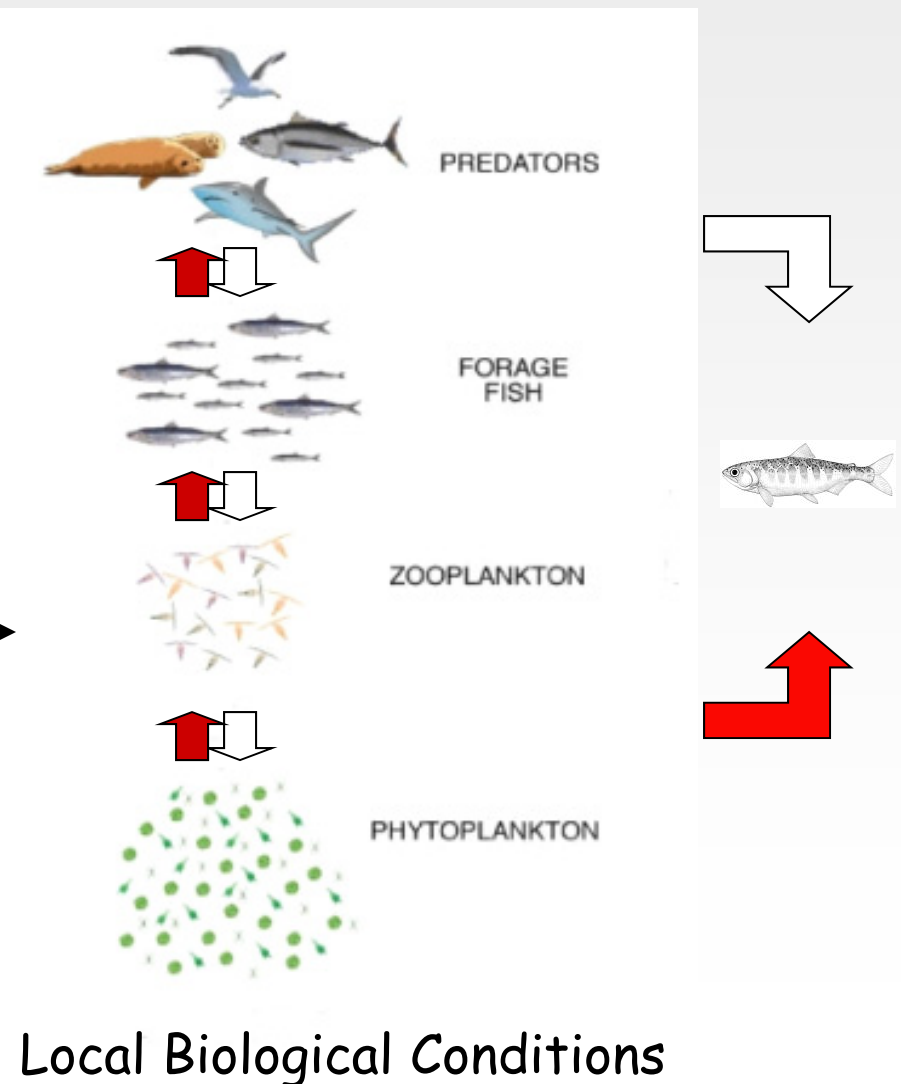 PREDATORS
FORAGE
FISH
ZOOPLANKTON
PHYTOPLANKTON
Local Biological Conditions